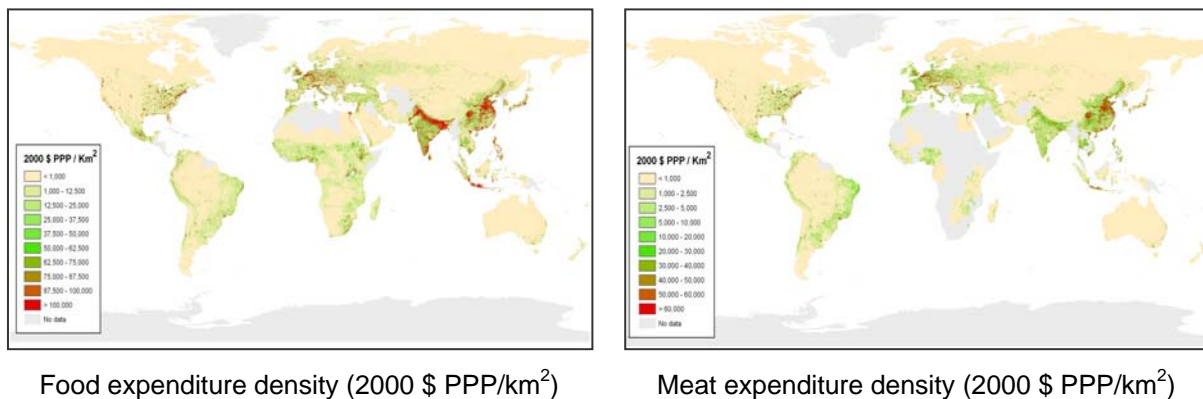 2000 $ PPP / Km²
< 1,000
1,000 - 12,500
12,500 - 25,000
25,000 - 37,500
37,500 - 50,000
50,000 - 62,500
62,500 - 75,000
75,000 - 87,500
87,500 - 100,000
> 100,000
No data
2000 $ PPP / Km²
< 1,000
1,000 - 2,500
2,500 - 5,000
5,000 - 10,000
10,000 - 20,000
20,000 - 30,000
30,000 - 40,000
40,000 - 50,000
50,000 - 60,000
> 60,000
No data
Food expenditure density (2000 $ PPP/km²)
Meat expenditure density (2000 $ PPP/km²)